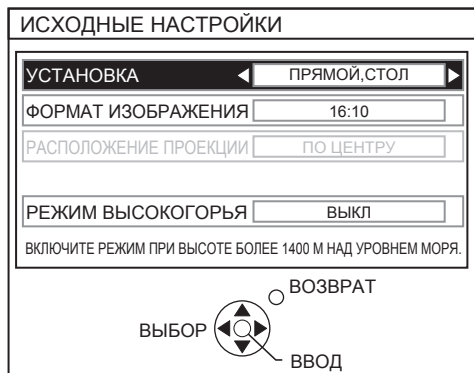 ИСХОДНЫЕ НАСТРОЙКИ
УСТАНОВКА ПРЯМОЙ,СТОЛ
ФОРМАТ ИЗОБРАЖЕНИЯ 16:10
РАСПОЛОЖЕНИЕ ПРОЕКЦИИ ПО ЦЕНТРУ
РЕЖИМ ВЫСОКОГОРЬЯ ВЫКЛ
ВКЛЮЧИТЕ РЕЖИМ ПРИ ВЫСОТЕ БОЛЕЕ 1400 М НАД УРОВНЕМ МОРЯ.
ВОЗВРАТ
ВЫБОР
ВВОД